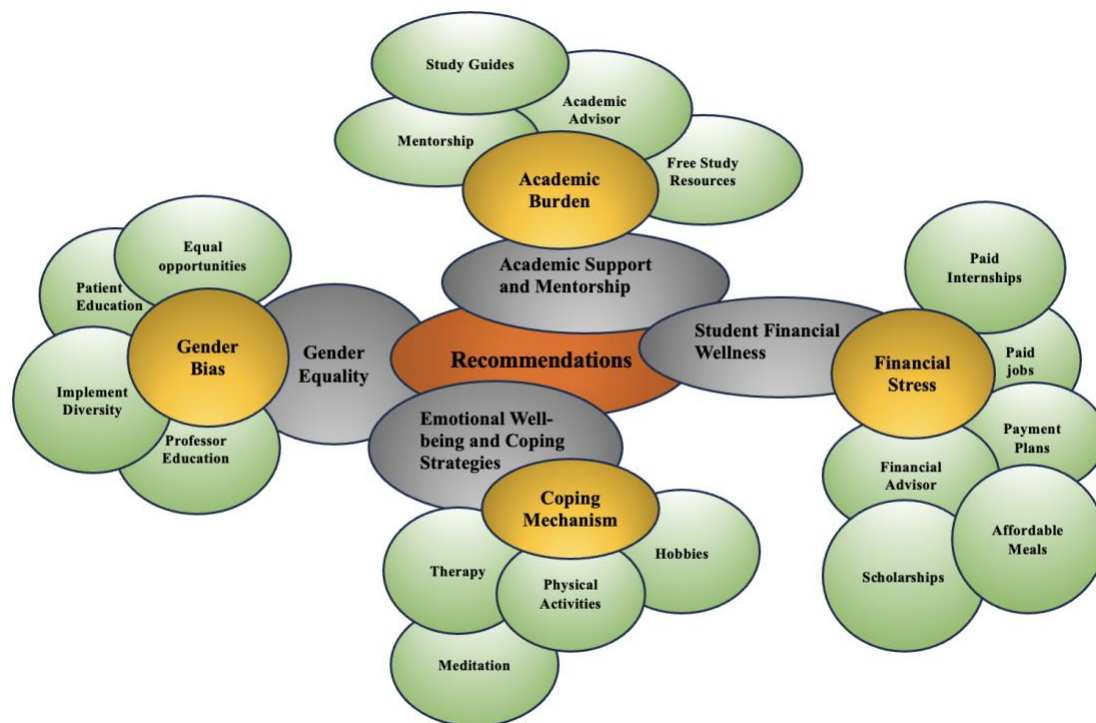 Study Guides
Academic
Advisor
Mentorship
Free Study
Resources
Academic
Burden
Academic Support
and Mentorship
Equal
opportunities
Patient
Education
Gender
Bias
Implement
Diversity
Professor
Education
Gender
Equality
Recommendations
Student Financial
Wellness
Paid
Internships
Financial
Stress
Paid
jobs
Payment
Plans
Financial
Advisor
Affordable
Meals
Scholarships
Emotional Well-
being and Coping
Strategies
Coping
Mechanism
Hobbies
Therapy
Physical
Activities
Meditation